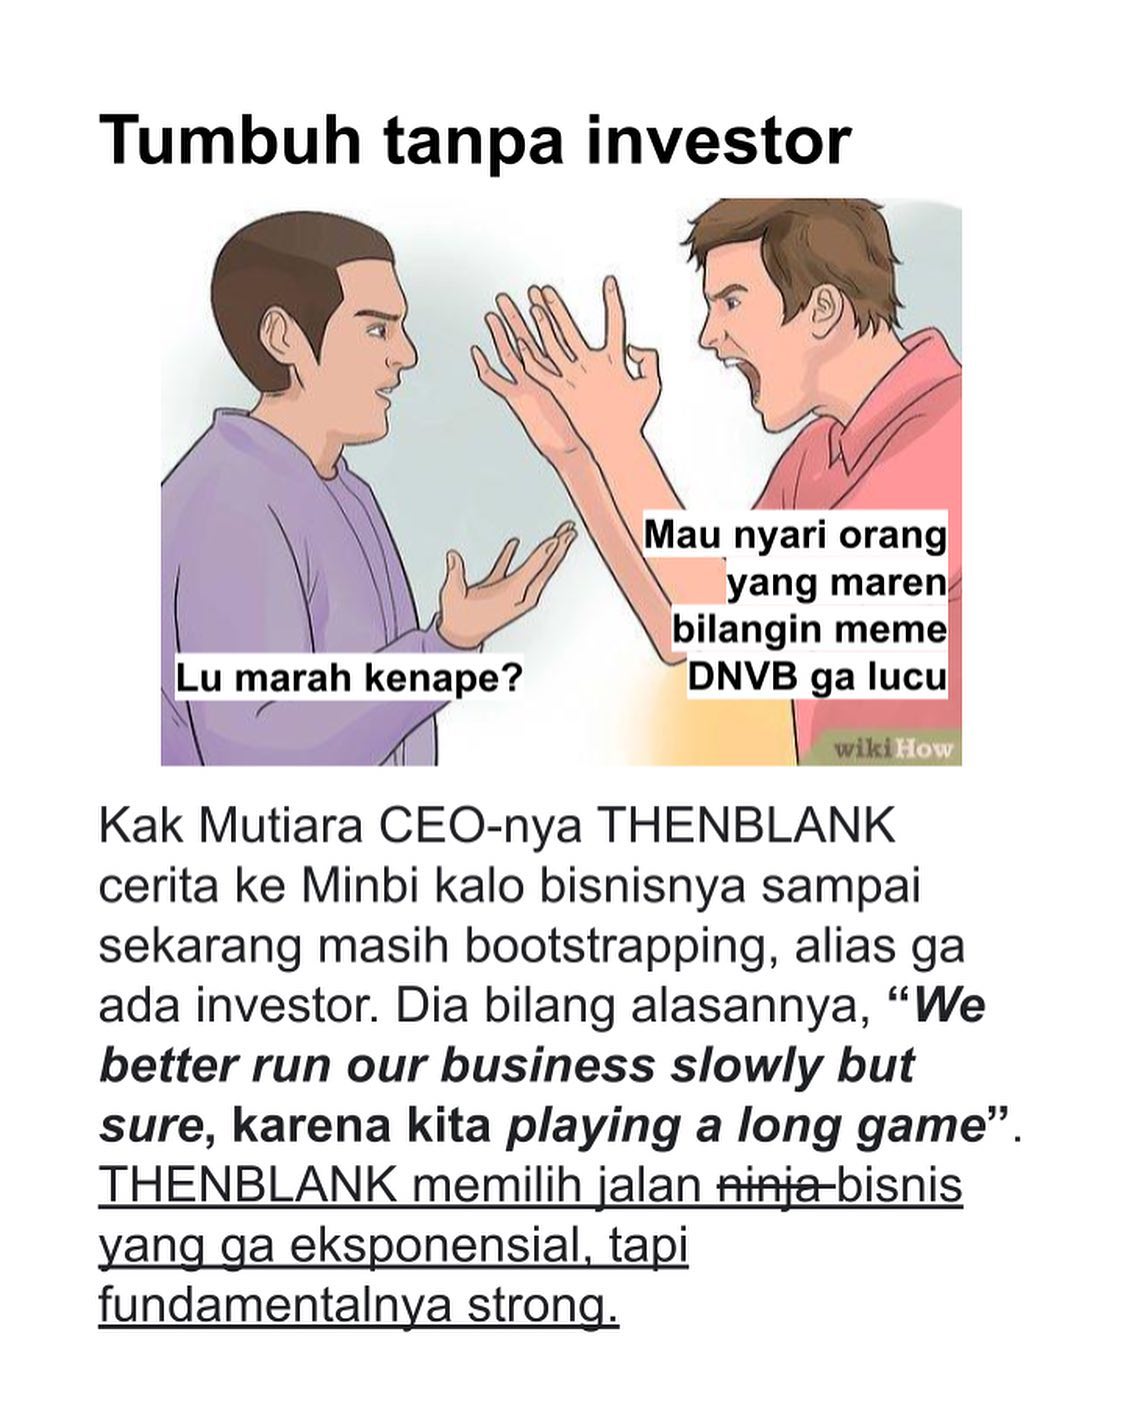 Tumbuh tanpa investor
Lu marah kenape?
Mau nyari orang
yang maren
bilangin meme
DNVB ga lucu
wikiHow
Kak Mutiara CEO-nya THENBLANK
cerita ke Minbi kalo bisnisnya sampai
sekarang masih bootstrapping, alias ga
ada investor. Dia bilang alasannya, “We
better run our business slowly but
sure, karena kita playing a long game”.
THENBLANK memilih jalan ninja bisnis
yang ga eksponensial, tapi
fundamentalnya strong.